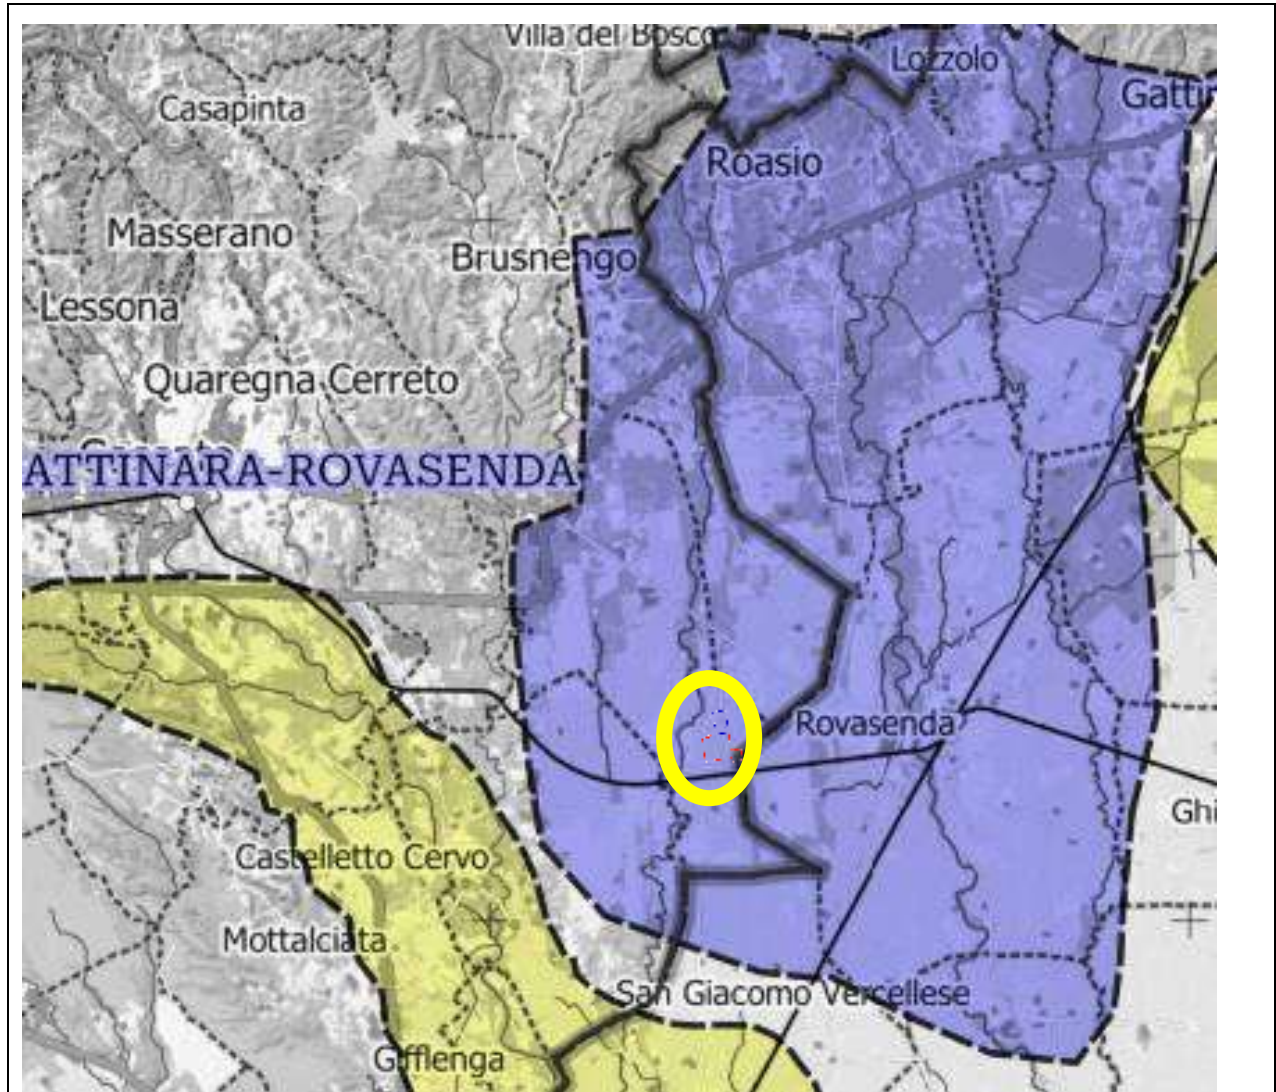 Villa del Bosco
Lozzolo
Casapinta
Gattin
Roasio
Masserano
Brusnengo
Lessona
Quaregna Cerreto
ATTINARA-ROVASENDA
Rovasenda
Ghi
Castelletto Cervo
Mottalciata
San Giacomo Vercellese
Gifflenga